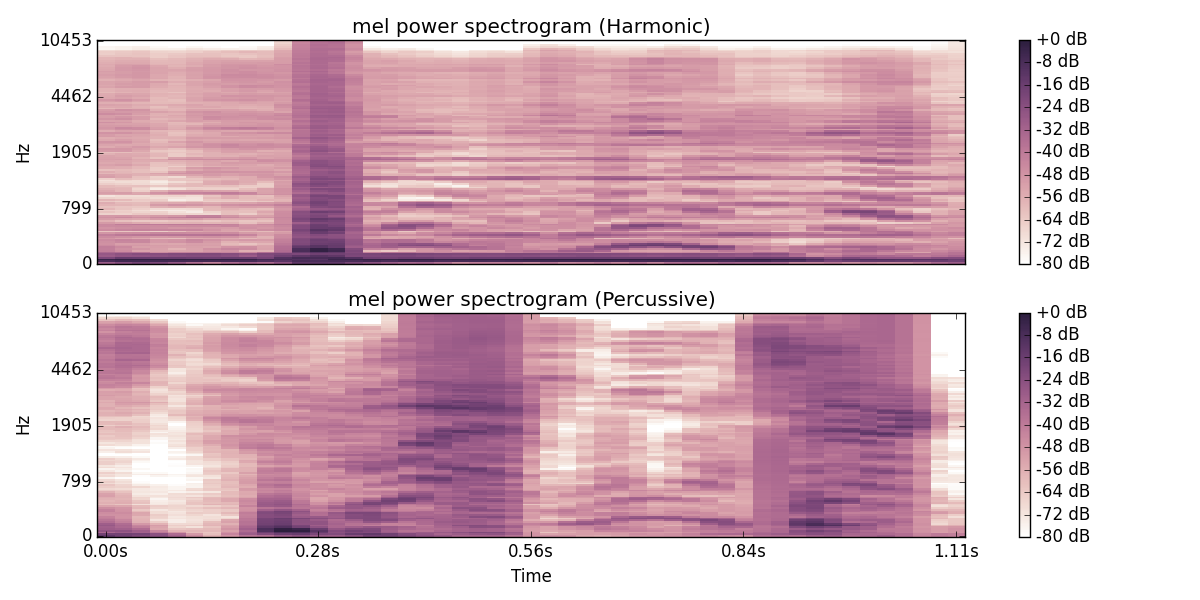 mel power spectrogram (Harmonic)
10453
4462
1905
799
0
Hz
+0 dB
-8 dB
-16 dB
-24 dB
-32 dB
-40 dB
-48 dB
-56 dB
-64 dB
-72 dB
-80 dB
mel power spectrogram (Percussive)
10453
4462
1905
799
0
Hz
0.00s
0.28s
0.56s
0.84s
1.11s
Time
+0 dB
-8 dB
-16 dB
-24 dB
-32 dB
-40 dB
-48 dB
-56 dB
-64 dB
-72 dB
-80 dB